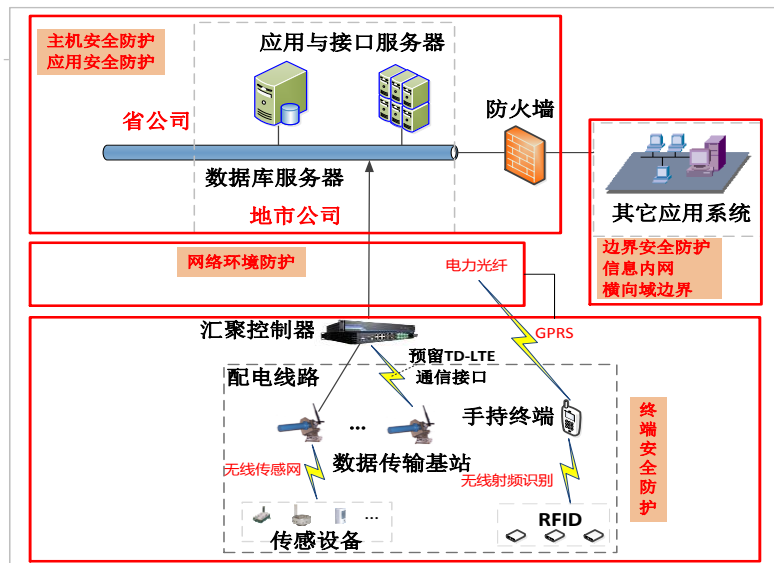 主机安全防护
应用安全防护
应用与接口服务器
省公司
防火墙
数据库服务器
地市公司
其它应用系统
边界安全防护
信息内网
横向域边界
网络环境防护
电力光纤
GPRS
汇聚控制器
预留TD-LTE
通信接口
配电线路
手持终端
...
数据传输基站
无线传感网
无线射频识别
终端安全防护
...
传感设备
RFID